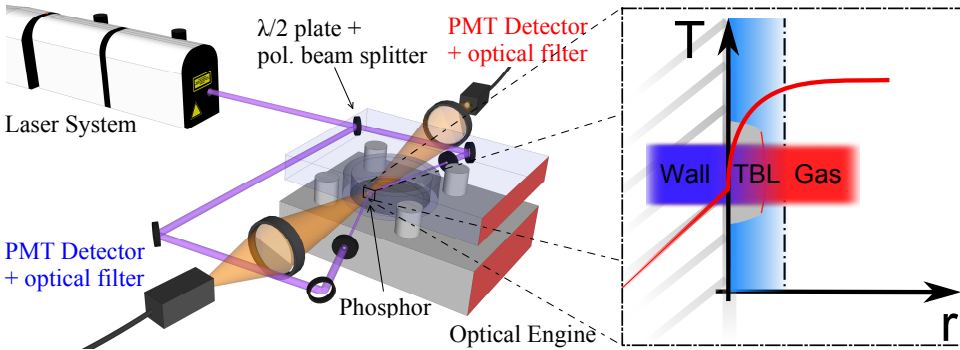 λ/2 plate +
pol. beam splitter
PMT Detector
+ optical filter
Laser System
PMT Detector
+ optical filter
Phosphor
Optical Engine
T
Wall
TBL
Gas
r